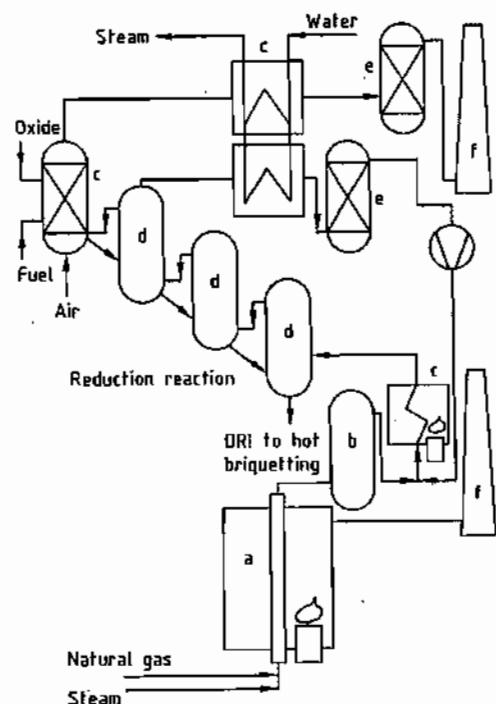 Steam
Water
c
e
Oxide
f
c
e
d
Fuel
d
Air
d
Reduction reaction
c
DRI to hot
briquetting
b
f
a
Natural gas
Steam